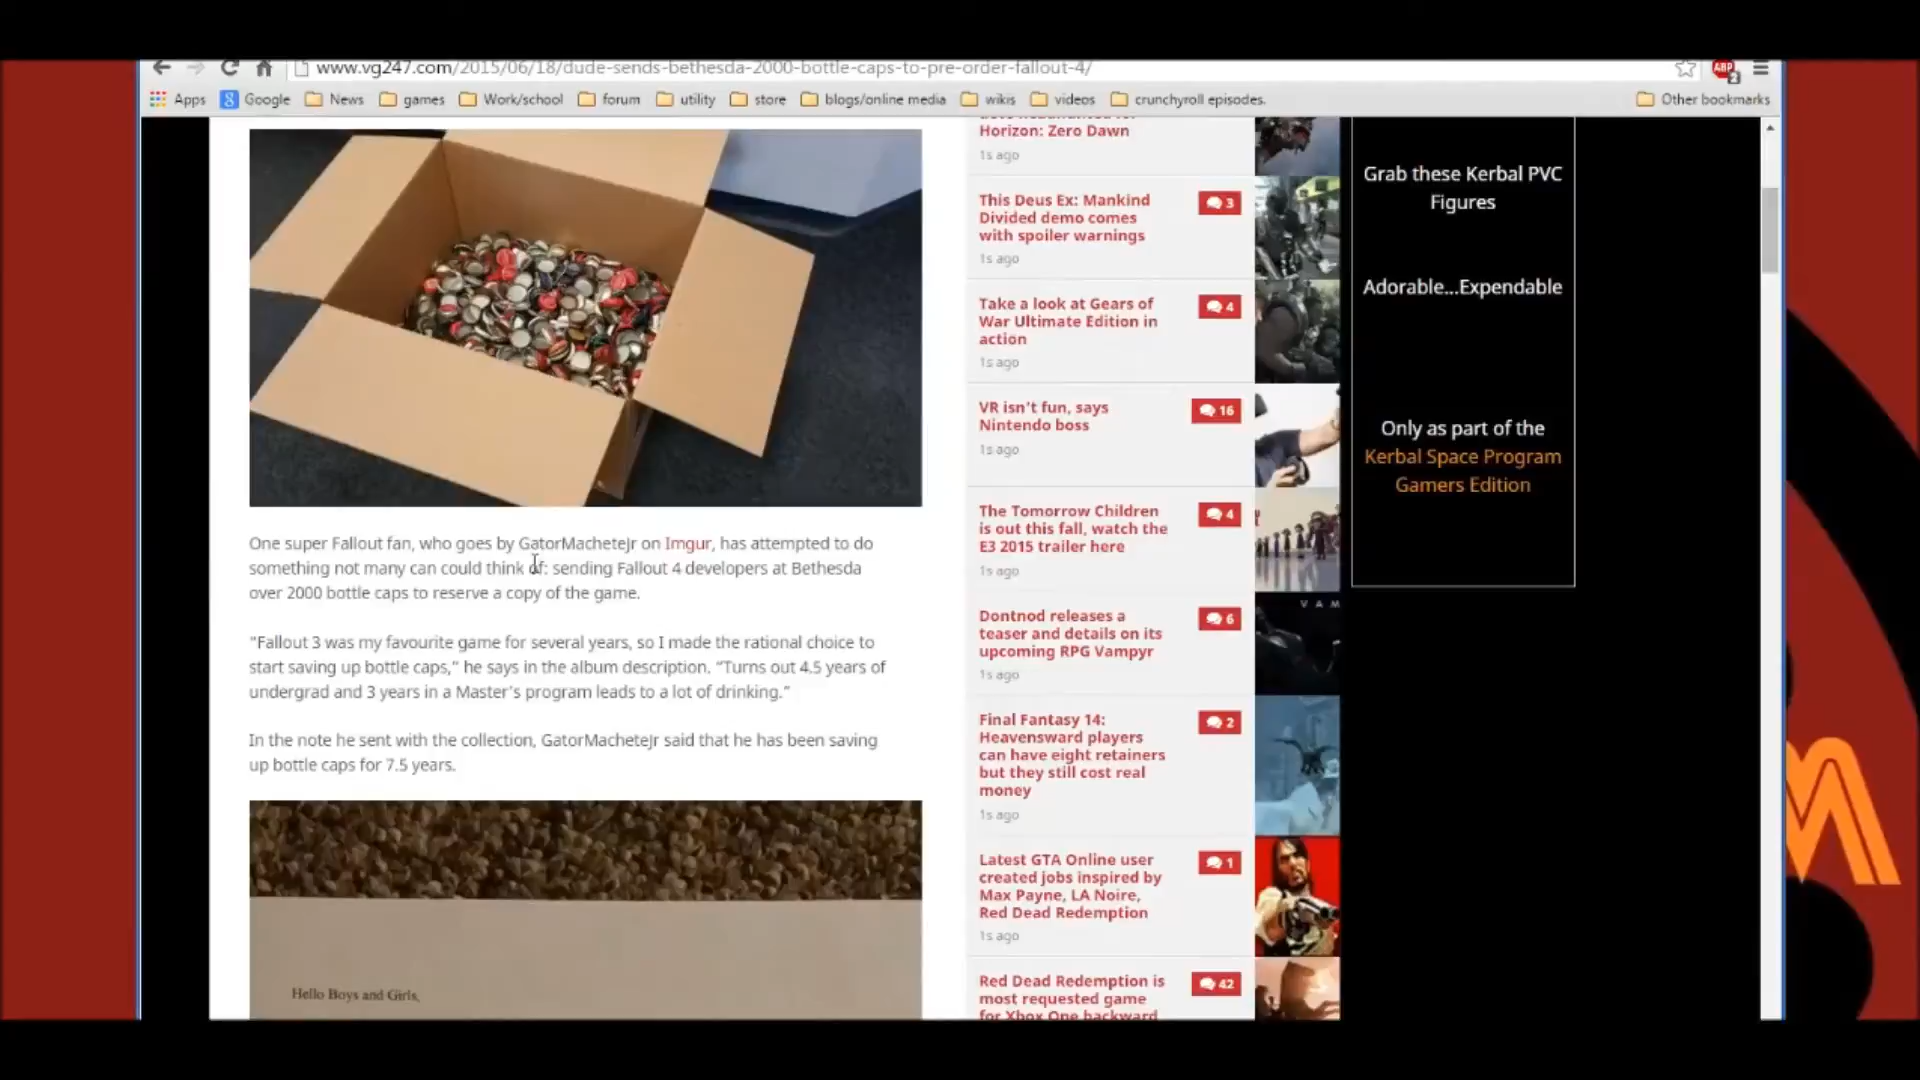 www.vg247.com/2015/06/18/dude-sends-bethesda-2000-bottle-caps-to-pre-order-fallout-4/
ABP
2
Apps
Google
News
games
Work/school
forum
utility
store
blogs/online media
wikis
videos
crunchyroll episodes.
Other bookmarks
One super Fallout fan, who goes by GatorMacheteJr on Imgur, has attempted to do
something not many can could think of: sending Fallout 4 developers at Bethesda
over 2000 bottle caps to reserve a copy of the game.
"Fallout 3 was my favourite game for several years, so I made the rational choice to
start saving up bottle caps," he says in the album description. "Turns out 4.5 years of
undergrad and 3 years in a Master's program leads to a lot of drinking."
In the note he sent with the collection, GatorMacheteJr said that he has been saving
up bottle caps for 7.5 years.
Hello Boys and Girls,
Horizon: Zero Dawn
1s ago
This Deus Ex: Mankind
Divided demo comes
with spoiler warnings
3
1s ago
Take a look at Gears of
War Ultimate Edition in
action
4
1s ago
VR isn't fun, says
Nintendo boss
16
1s ago
The Tomorrow Children
is out this fall, watch the
E3 2015 trailer here
4
1s ago
Dontnod releases a
teaser and details on its
upcoming RPG Vampyr
6
1s ago
VAM
Final Fantasy 14:
Heavensward players
can have eight retainers
but they still cost real
money
2
1s ago
Latest GTA Online user
created jobs inspired by
Max Payne, LA Noire,
Red Dead Redemption
1
1s ago
Red Dead Redemption is
most requested game
for Xbox One backward
42
Grab these Kerbal PVC
Figures
Adorable...Expendable
Only as part of the
Kerbal Space Program
Gamers Edition